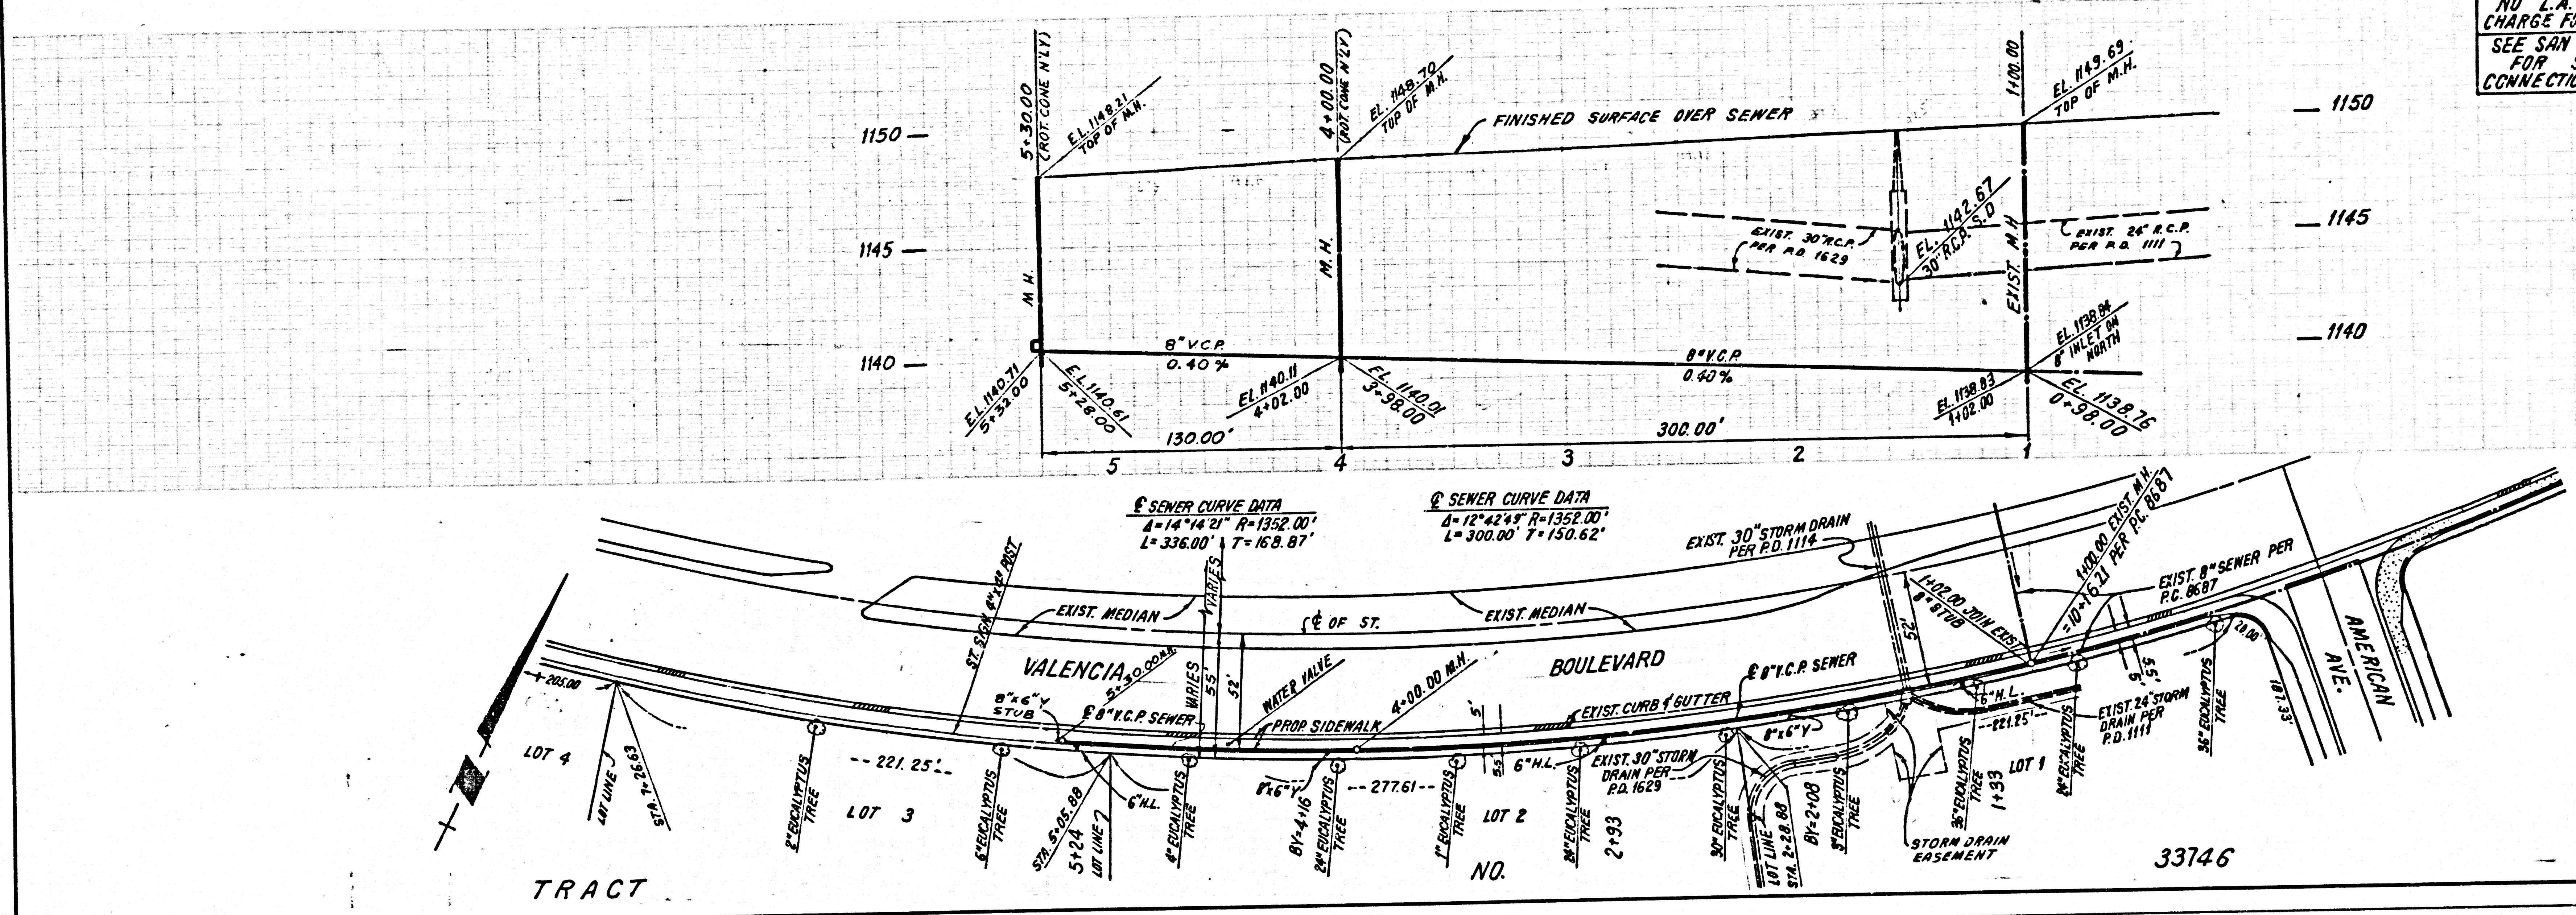 NO L.A.
CHARGE FO
SEE SAN
FOR S
CONNECTIO
5+30.00
(ROT. CONE N'LY)
E.L. 1148.21
TOP OF M.H.
4+00.00
(ROT. CONE N'LY)
EL. 1148.70
TOP OF M.H.
FINISHED SURFACE OVER SEWER
1+00.00
EL. 1149.69
TOP OF M.H.
1150
1150
1145
1145
1140
1140
M H.
M. H.
EXIST. M H
EXIST. 30" R.C.P.
PER P.D. 1629
EL. 1142.67
30" R.C.P. S.D
EXIST. 24" R.C.P.
PER P.D. 1111
8" V.C.P.
0.40 %
8" V.C.P.
0.40%
EL. 1138.84
8" INLET ON
NORTH
E.L. 1140.71
5+32.00
E.L. 1140.61
5+28.00
EL. 1140.11
4+02.00
EL. 1140.01
3+98.00
EL. 1138.83
1+02.00
EL. 1138.76
0+98.00
130.00'
300.00'
5
4
3
2
1
℄ SEWER CURVE DATA
Δ=14°14'21" R=1352.00'
L= 336.00' T=168.87'
℄ SEWER CURVE DATA
Δ=12°42'49" R=1352.00'
L=300.00' T=150.62'
EXIST. 30" STORM DRAIN
PER P.D. 1114
1+00.00 EXIST. M.H.
=10+16.21 PER P.C. 8687
1+02.00 JOIN EXIST.
8" STUB
EXIST. 8" SEWER PER
P.C. 8687
ST. SIGN 4"x4" POST
VARIES
EXIST. MEDIAN
℄ OF ST.
EXIST. MEDIAN
52'
VALENCIA
BOULEVARD
AMERICAN
AVE.
VARIES
55'
52'
5+30.00 M.H.
WATER VALVE
4+00.00 M.H.
℄ 8" V.C.P. SEWER
8"x6" Y
STUB
℄ 8" V.C.P. SEWER
PROP. SIDEWALK
5'
5.5'
EXIST. CURB & GUTTER
205.00
28.00'
5.5'
5'
187.33'
LOT 4
LOT LINE
STA. 7+26.63
8" EUCALYPTUS
TREE
--221.25'--
LOT 3
6" EUCALYPTUS
TREE
STA. 5+05.88
5+24
LOT LINE
6" H.L.
4" EUCALYPTUS
TREE
8"x6" Y
BY=4+16
24" EUCALYPTUS
TREE
--277.61--
1" EUCALYPTUS
TREE
LOT 2
6" H.L.
24" EUCALYPTUS
TREE
2+93
EXIST. 30" STORM
DRAIN PER
P.D. 1629
30" EUCALYPTUS
TREE
8"x6" Y
LOT LINE
STA. 2+28.88
BY=2+08
3" EUCALYPTUS
TREE
6" H.L.
--221.25'--
36" EUCALYPTUS
TREE
1+33
LOT 1
24" EUCALYPTUS
TREE
EXIST. 24" STORM
DRAIN PER
P.D. 1111
36" EUCALYPTUS
TREE
STORM DRAIN
EASEMENT
TRACT
NO.
33746